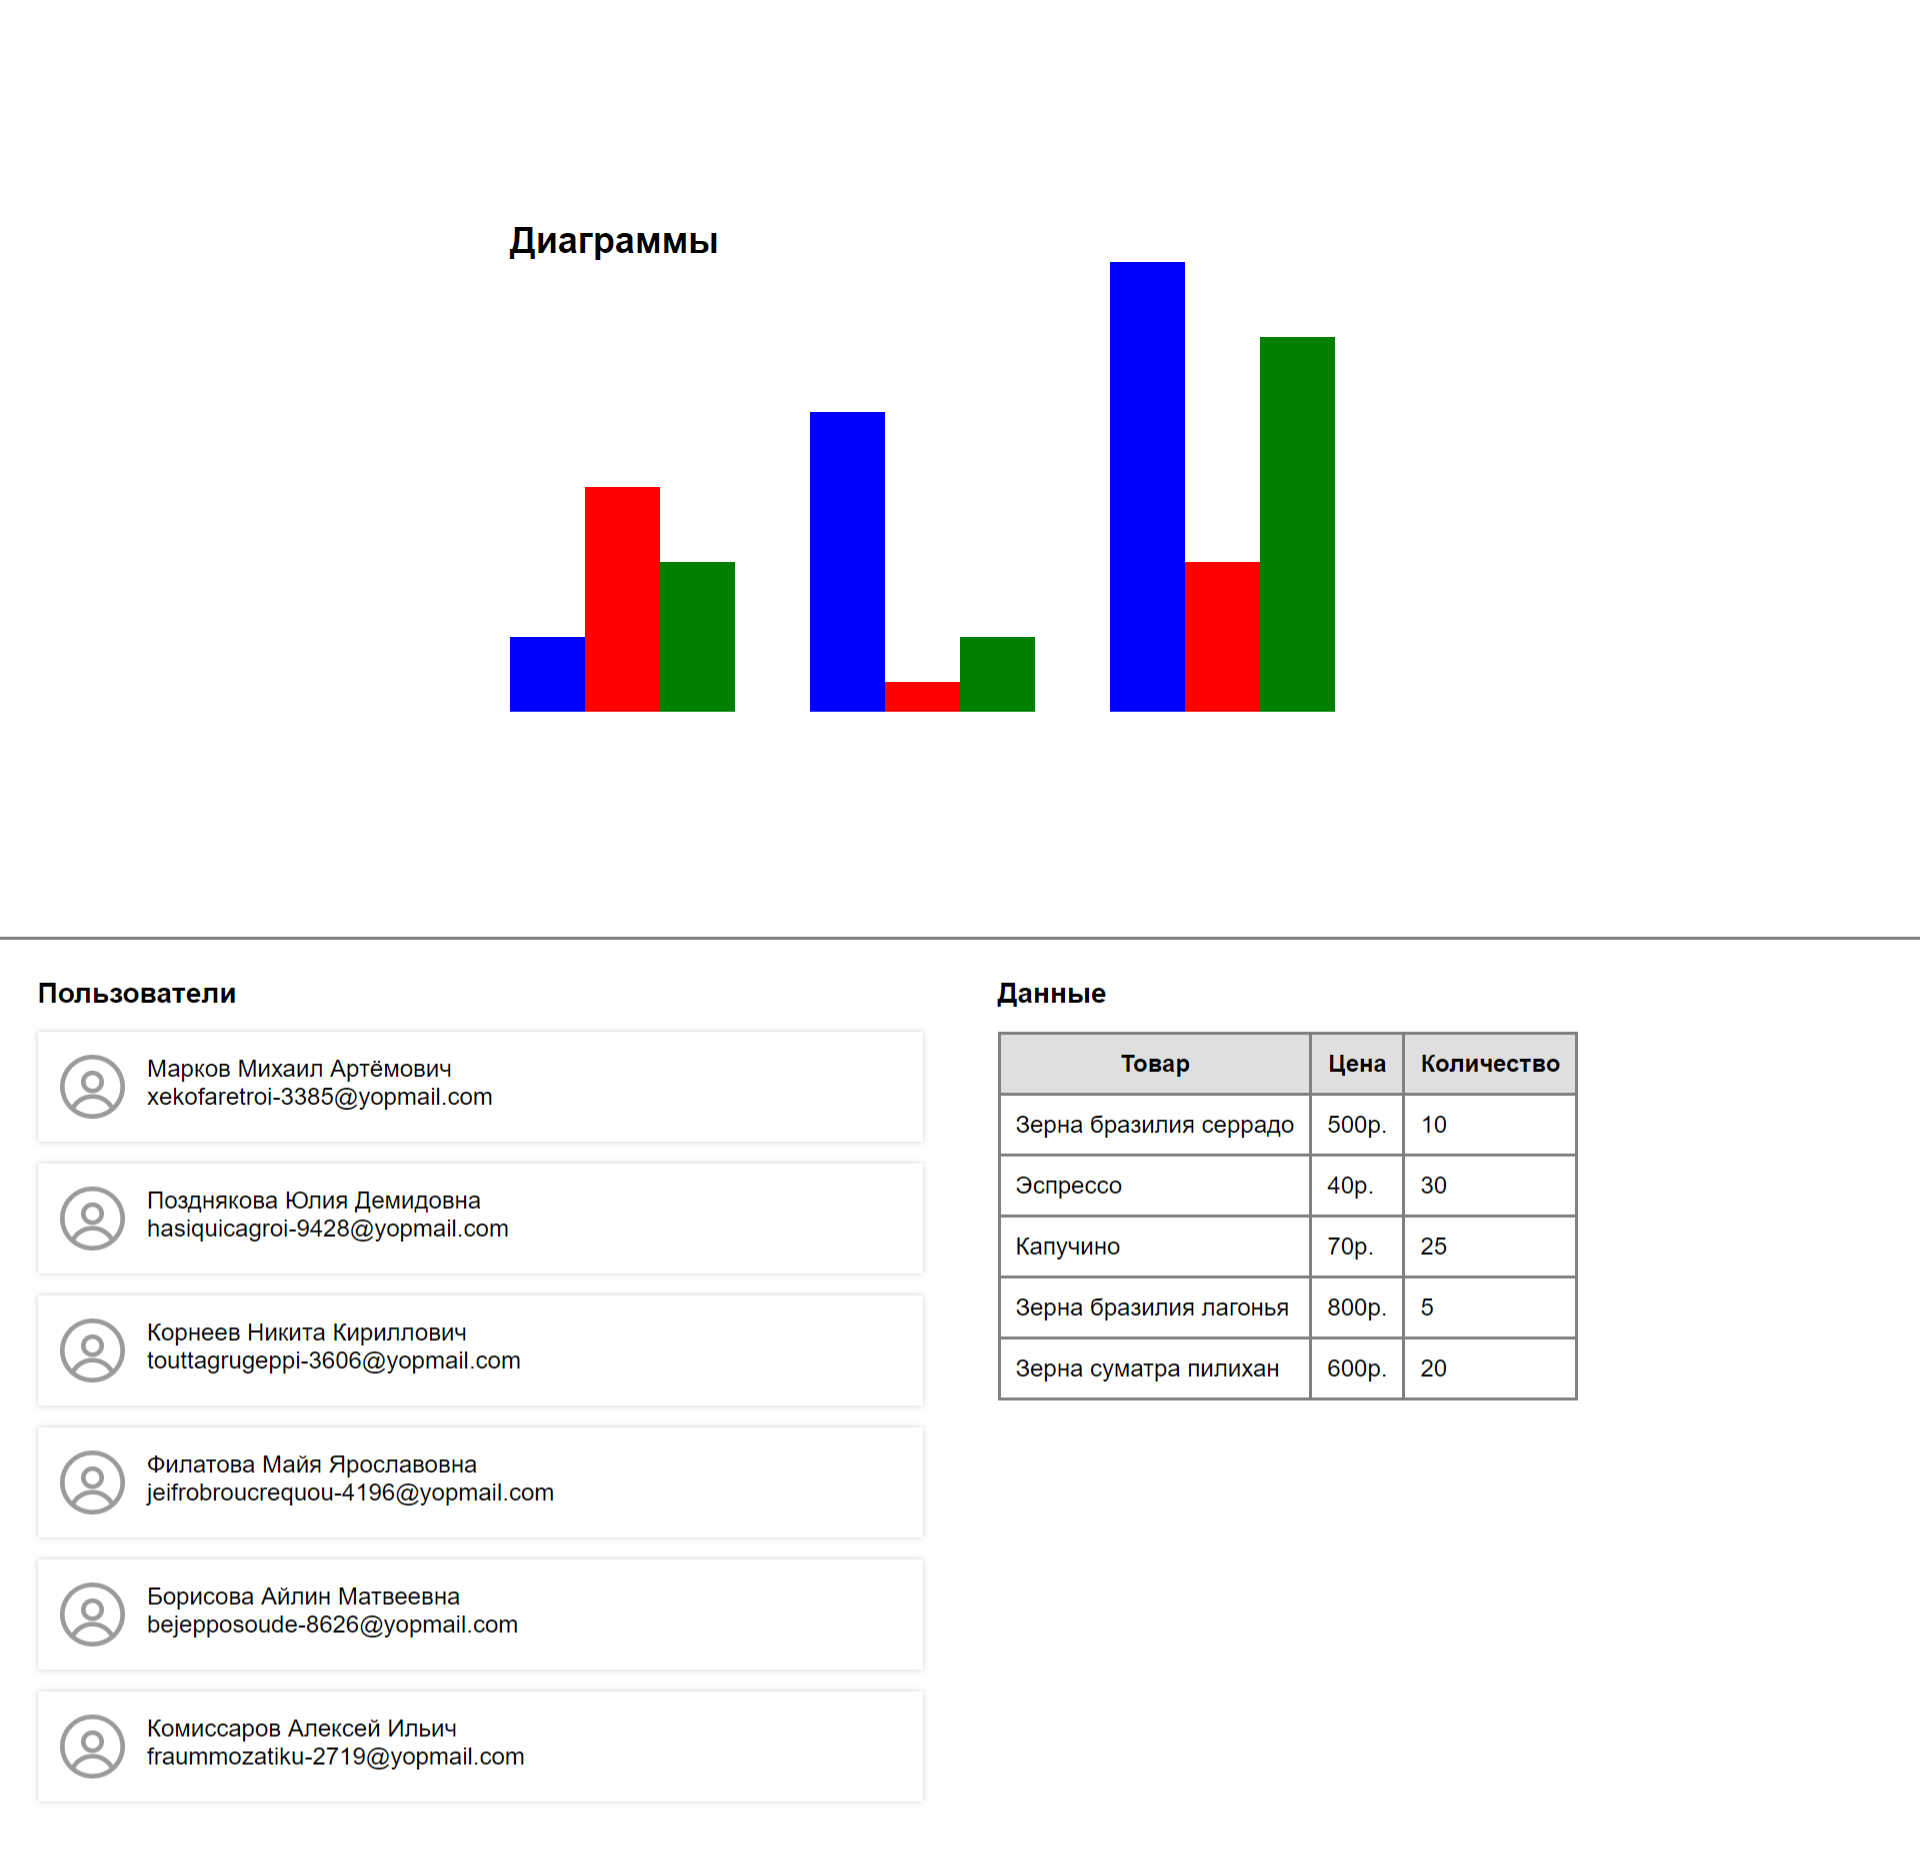 Диаграммы
Пользователи
Марков Михаил Артёмович
xekofaretroi-3385@yopmail.com
Позднякова Юлия Демидовна
hasiquicagroi-9428@yopmail.com
Корнеев Никита Кириллович
touttagrugeppi-3606@yopmail.com
Филатова Майя Ярославовна
jeifrobroucrequou-4196@yopmail.com
Борисова Айлин Матвеевна
bejepposoude-8626@yopmail.com
Комиссаров Алексей Ильич
fraummozatiku-2719@yopmail.com
Данные
Товар Цена Количество
Зерна бразилия серрадо 500р. 10
Эспрессо 40р. 30
Капучино 70р. 25
Зерна бразилия лагонья 800р. 5
Зерна суматра пилихан 600р. 20